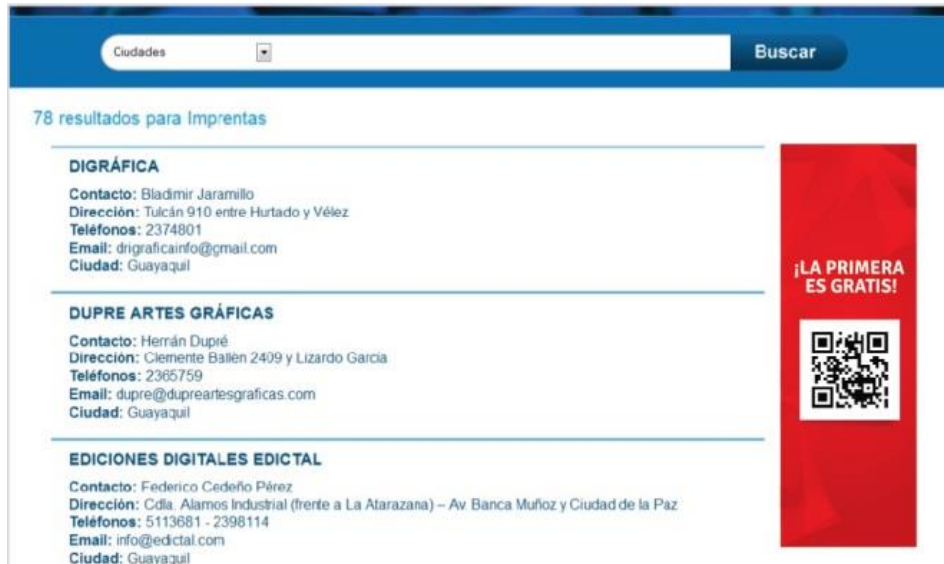 Ciudades
Buscar
78 resultados para Imprentas
DIGRÁFICA
Contacto: Bladimir Jaramillo
Dirección: Tulcán 910 entre Hurtado y Vélez
Teléfonos: 2374801
Email: drigraficainfo@gmail.com
Ciudad: Guayaquil
DUPRE ARTES GRÁFICAS
Contacto: Herrán Dupré
Dirección: Clemente Ballén 2409 y Lizardo García
Teléfonos: 2365759
Email: dupre@dupreartesgraficas.com
Ciudad: Guayaquil
EDICIONES DIGITALES EDICTAL
Contacto: Federico Cedeño Pérez
Dirección: Cdla. Alamos Industrial (frente a La Atarazana) – Av. Banca Muñoz y Ciudad de la Paz
Teléfonos: 5113681 - 2398114
Email: info@edictal.com
Ciudad: Guayaquil
¡LA PRIMERA
ES GRATIS!